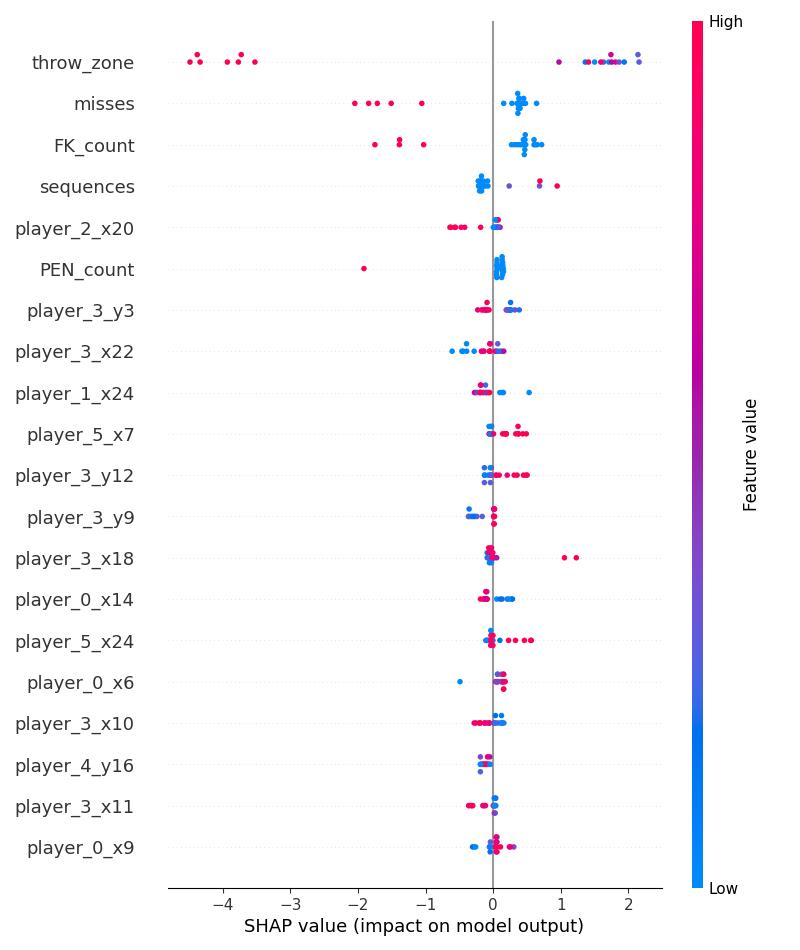 High
throw_zone
misses
FK_count
sequences
player_2_x20
PEN_count
player_3_y3
player_3_x22
player_1_x24
player_5_x7
player_3_y12
player_3_y9
player_3_x18
player_0_x14
player_5_x24
player_0_x6
player_3_x10
player_4_y16
player_3_x11
player_0_x9
Feature value
Low
−4 −3 −2 −1 0 1 2
SHAP value (impact on model output)